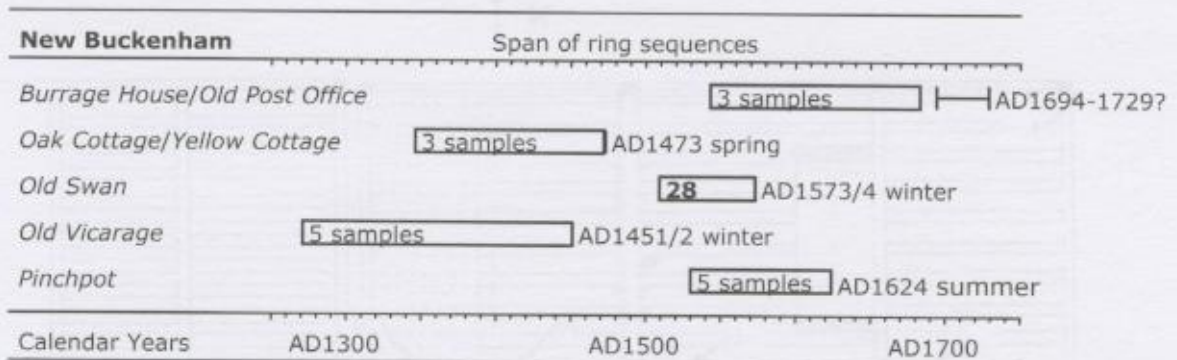 New Buckenham Span of ring sequences
Burrage House/Old Post Office 3 samples AD1694-1729?
Oak Cottage/Yellow Cottage 3 samples AD1473 spring
Old Swan 28 AD1573/4 winter
Old Vicarage 5 samples AD1451/2 winter
Pinchpot 5 samples AD1624 summer
Calendar Years AD1300 AD1500 AD1700